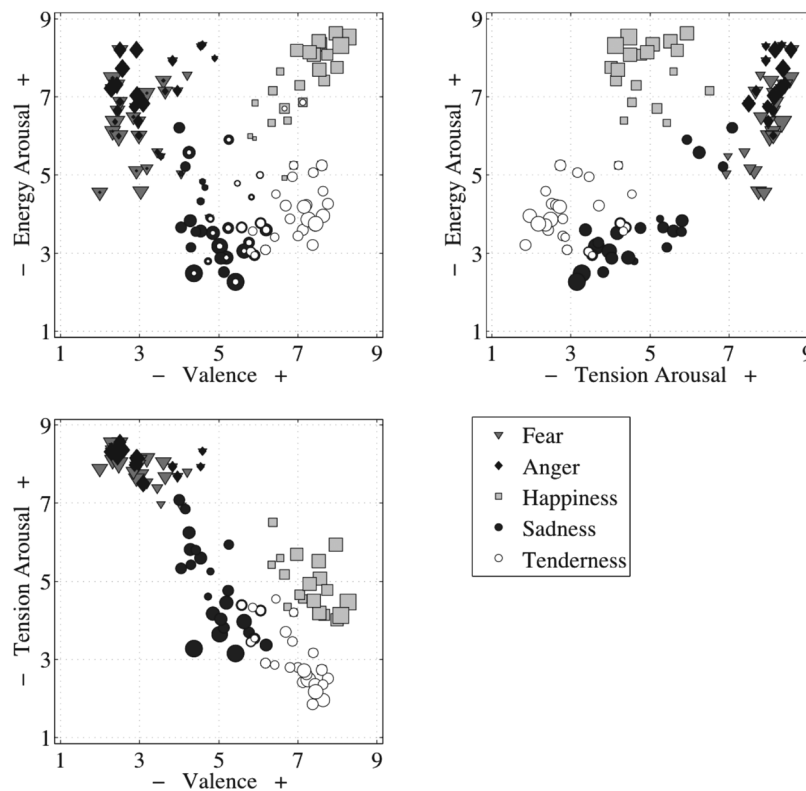 9
7
5
3
1
− Energy Arousal +
1 3 5 7 9
− Valence +
9
7
5
3
1
− Energy Arousal +
1 3 5 7 9
− Tension Arousal +
9
7
5
3
1
− Tension Arousal +
1 3 5 7 9
− Valence +
Fear
Anger
Happiness
Sadness
Tenderness